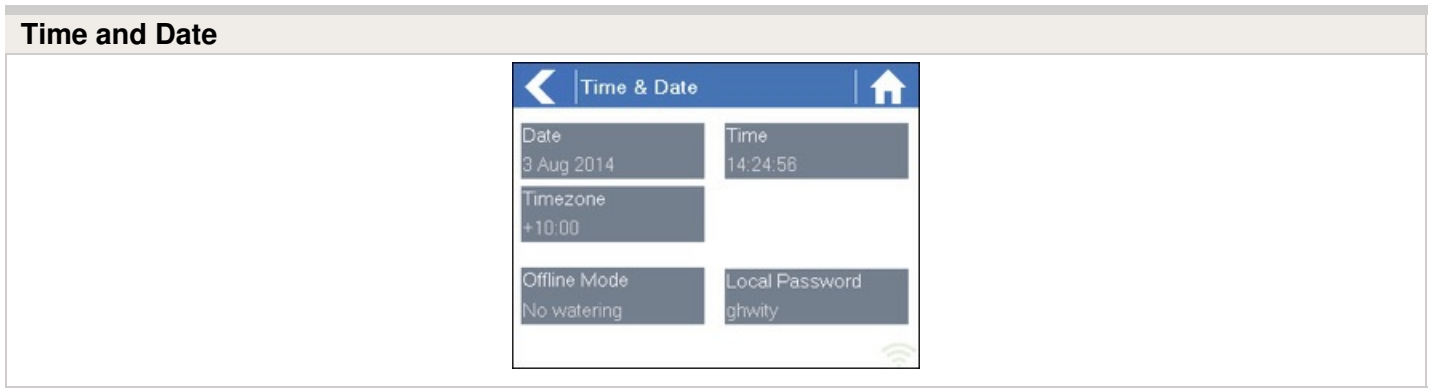 Time and Date
Time & Date
Date
3 Aug 2014
Time
14:24:56
Timezone
+10:00
Offline Mode
No watering
Local Password
ghwity